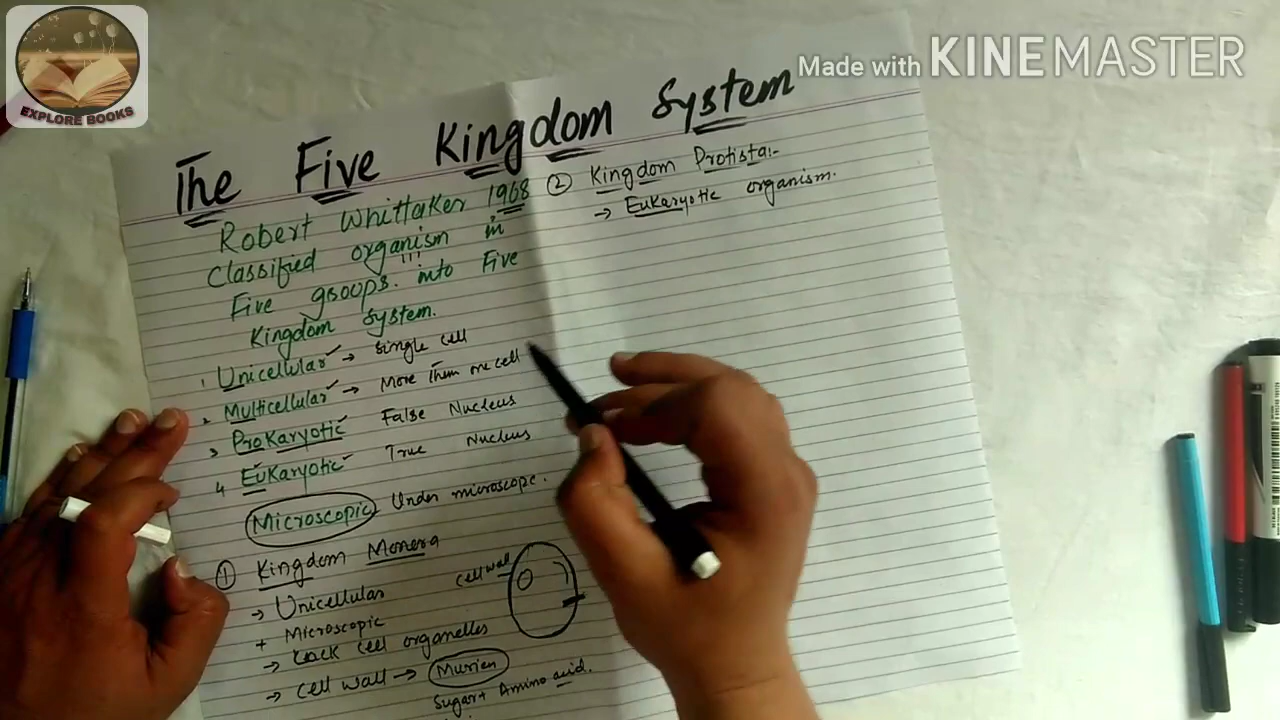 EXPLORE BOOKS
Made with KINEMASTER
The Five Kingdom System
Robert Whittaker 1968
Classified organism in
Five groups. into Five
Kingdom System.
1 Unicellular → Single cell
2 Multicellular → More Them one cell
3 Prokaryotic False Nucleus
4 Eukaryotic True Nucleus
Microscopic Under microscope.
① Kingdom Monera
→ Unicellular
cell wall
+ Microscopic
→ Lack cell organelles
→ Cell wall → Murien
Sugar+ Amino acid.
② Kingdom Protista:-
→ Eukaryotic organism.